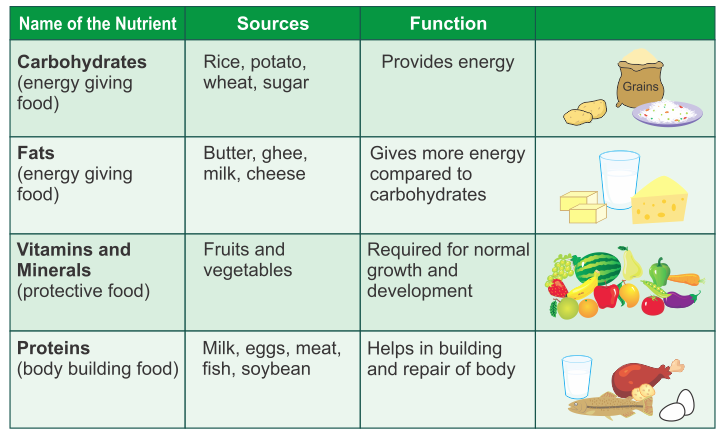 Name of the Nutrient Sources Function
Carbohydrates
(energy giving
food)
Rice, potato,
wheat, sugar
Provides energy
Grains
Fats
(energy giving
food)
Butter, ghee,
milk, cheese
Gives more energy
compared to
carbohydrates
Vitamins and
Minerals
(protective food)
Fruits and
vegetables
Required for normal
growth and
development
Proteins
(body building food)
Milk, eggs, meat,
fish, soybean
Helps in building
and repair of body